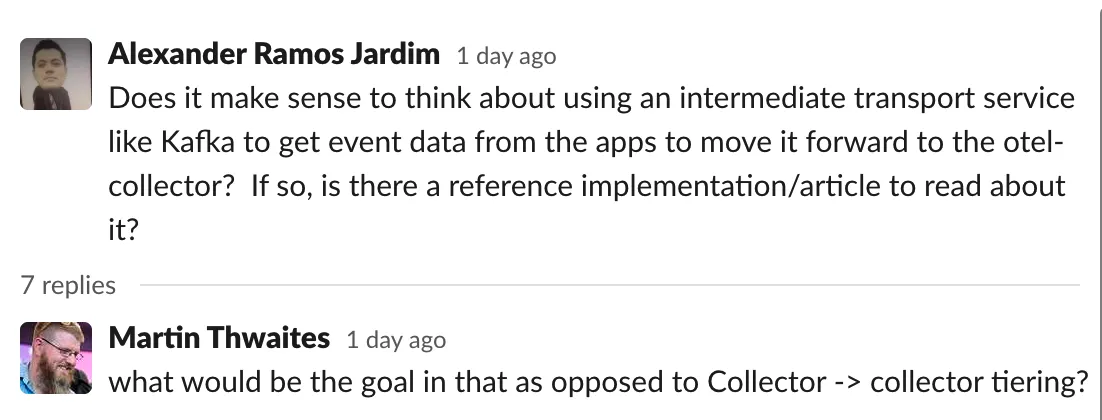 Alexander Ramos Jardim 1 day ago
Does it make sense to think about using an intermediate transport service
like Kafka to get event data from the apps to move it forward to the otel-
collector?  If so, is there a reference implementation/article to read about
it?
7 replies
Martin Thwaites 1 day ago
what would be the goal in that as opposed to Collector -> collector tiering?